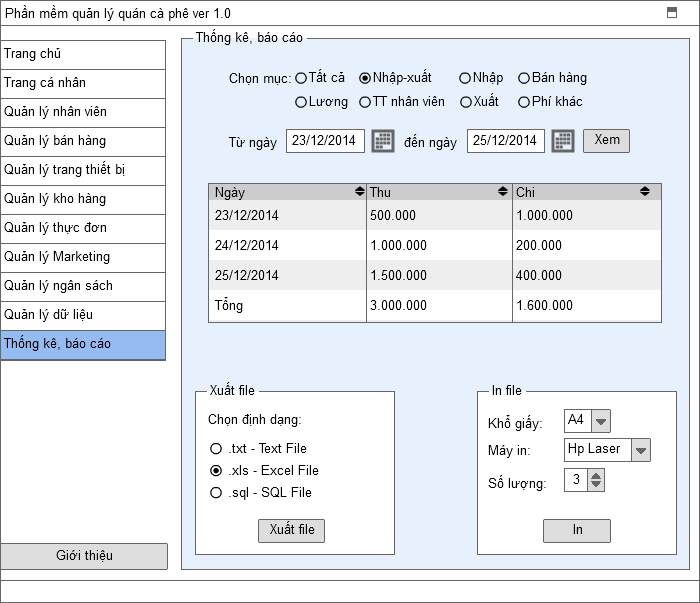 Phần mềm quản lý quán cà phê ver 1.0
Trang chủ
Trang cá nhân
Quản lý nhân viên
Quản lý bán hàng
Quản lý trang thiết bị
Quản lý kho hàng
Quản lý thực đơn
Quản lý Marketing
Quản lý ngân sách
Quản lý dữ liệu
Thống kê, báo cáo
Giới thiệu
Thống kê, báo cáo
Chọn mục: Tất cả Nhập-xuất Nhập Bán hàng
Lương TT nhân viên Xuất Phí khác
Từ ngày 23/12/2014 đến ngày 25/12/2014 Xem
Ngày Thu Chi
23/12/2014 500.000 1.000.000
24/12/2014 1.000.000 200.000
25/12/2014 1.500.000 400.000
Tổng 3.000.000 1.600.000
Xuất file
Chọn định dạng:
.txt - Text File
.xls - Excel File
.sql - SQL File
Xuất file
In file
Khổ giấy: A4
Máy in: Hp Laser
Số lượng: 3
In